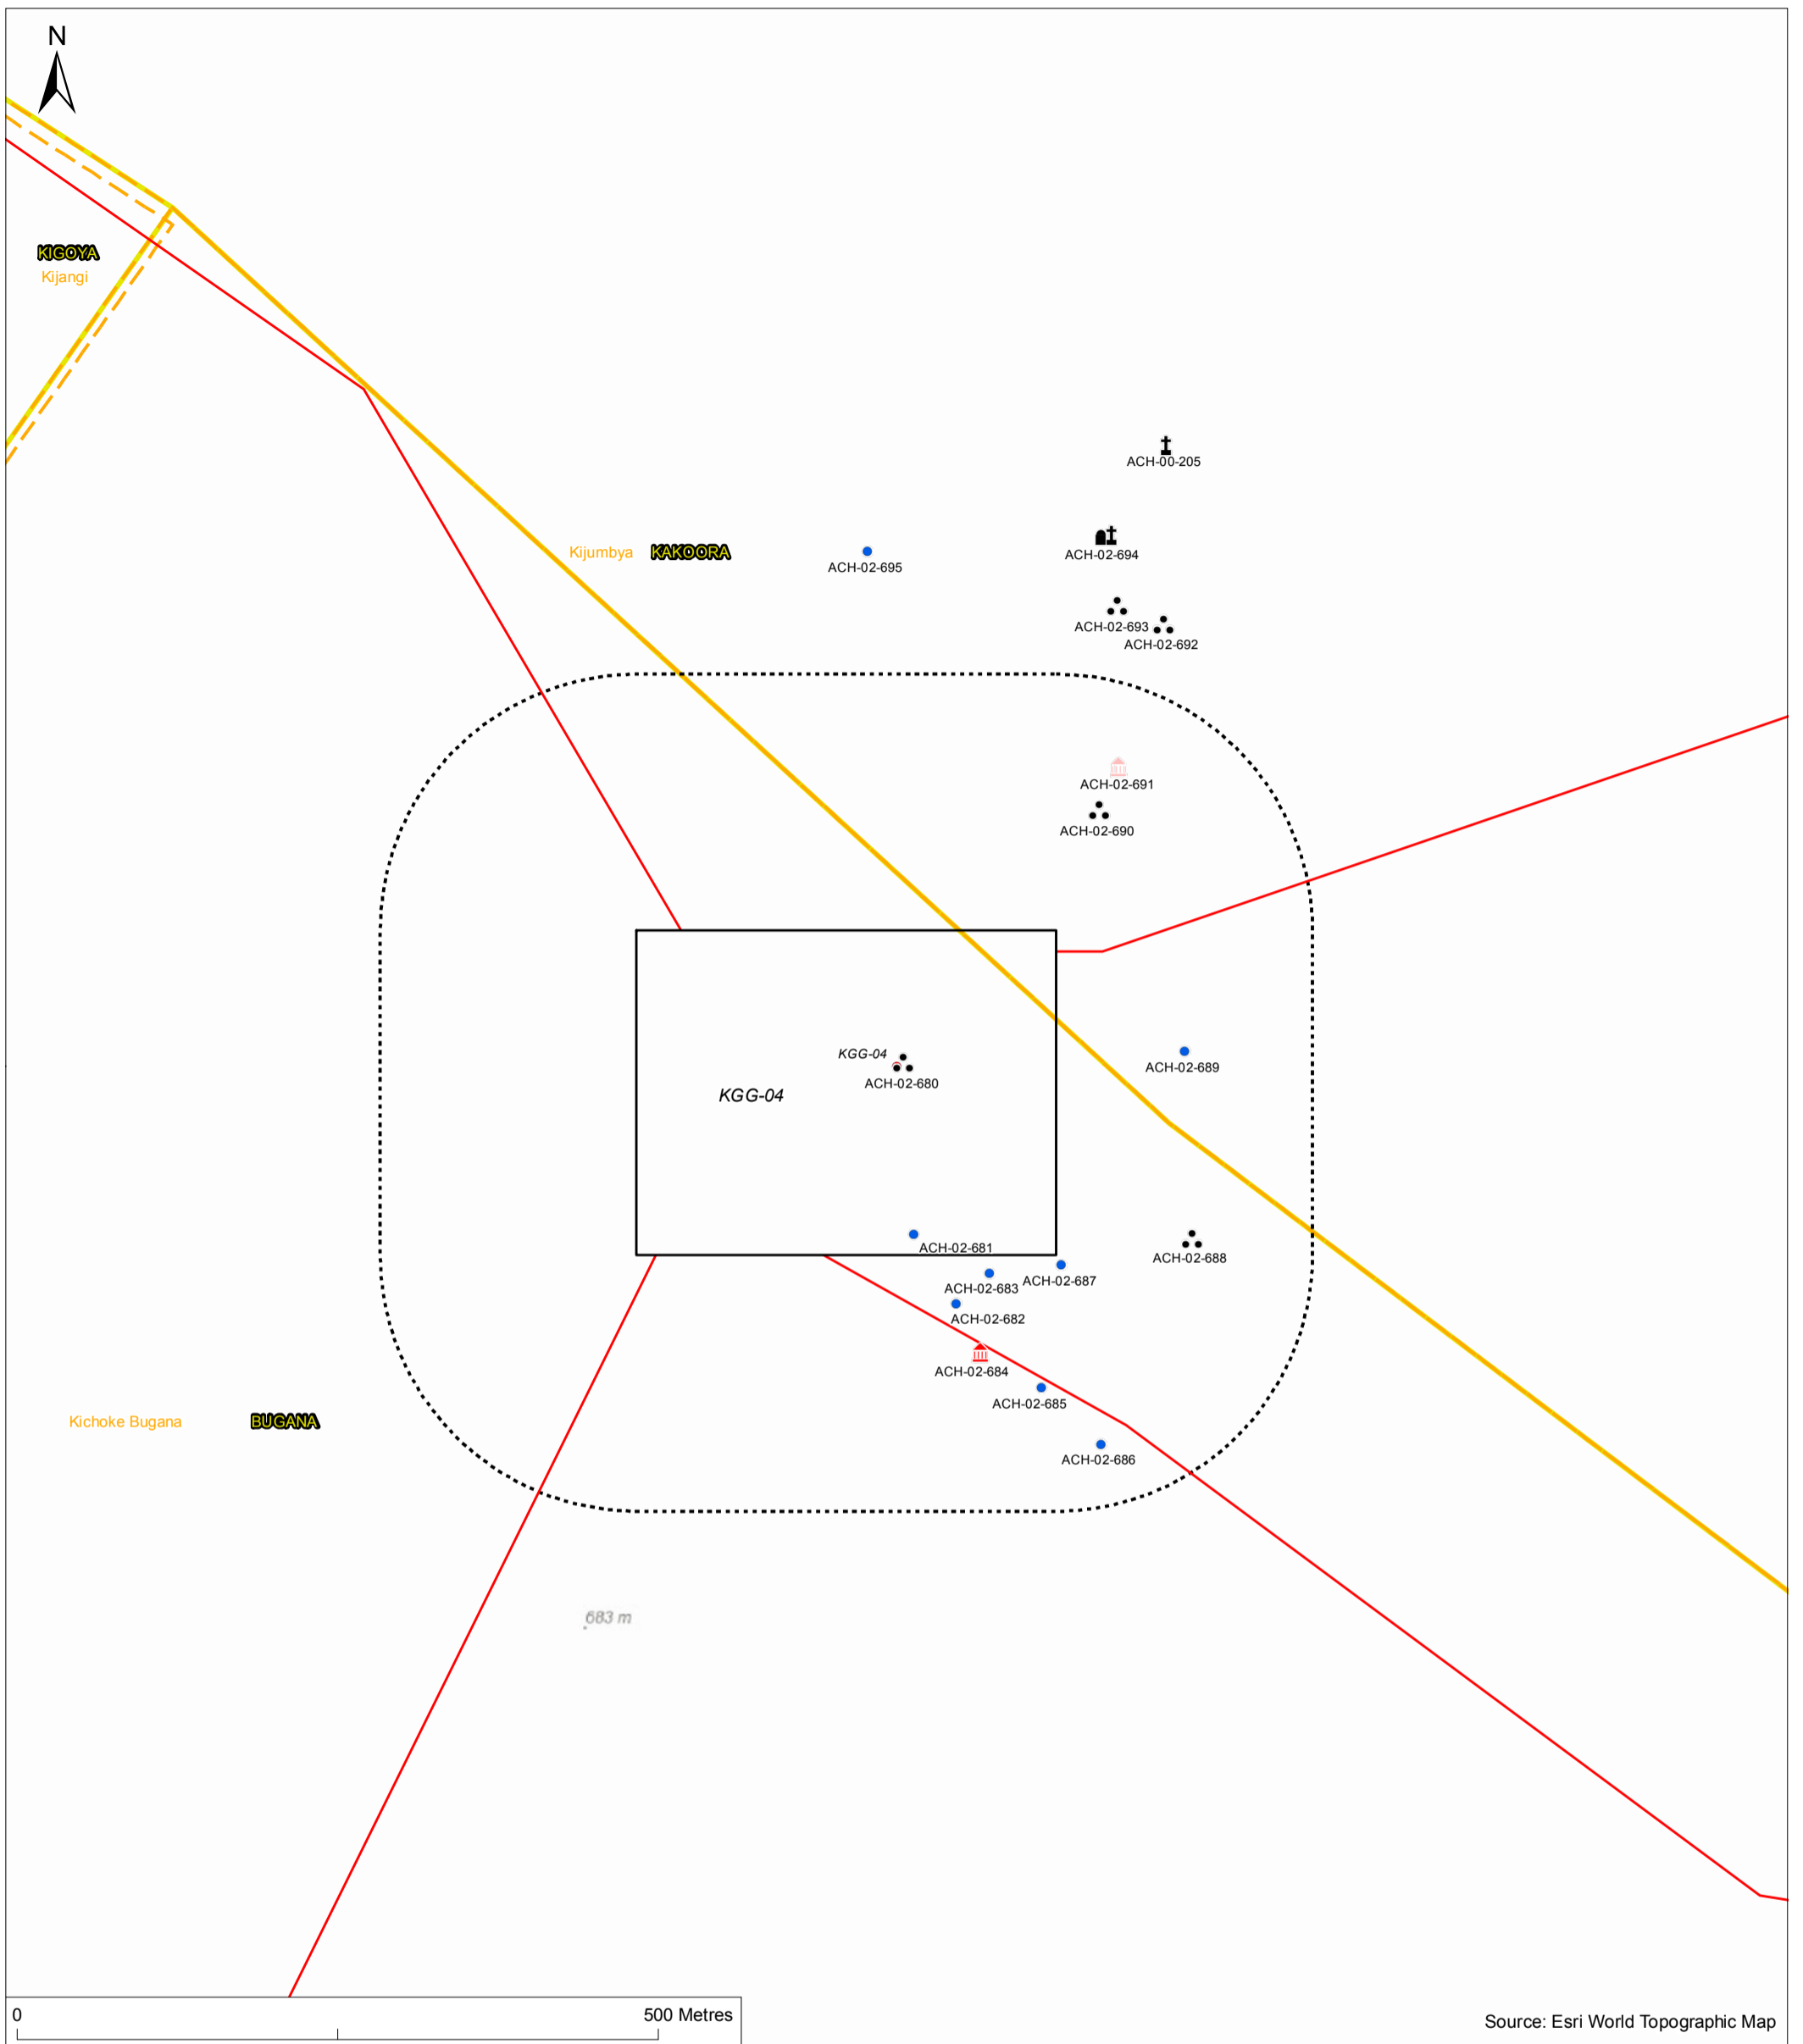 N
KIGOYA
Kijangi
ACH-00-205
ACH-02-694
Kijumbya KAKOORA
ACH-02-695
ACH-02-693
ACH-02-692
ACH-02-691
ACH-02-690
KGG-04
ACH-02-680
KGG-04
ACH-02-689
ACH-02-681
ACH-02-688
ACH-02-687
ACH-02-683
ACH-02-682
ACH-02-684
ACH-02-685
Kichoke Bugana BUGANA
ACH-02-686
683 m
0 500 Metres
Source: Esri World Topographic Map